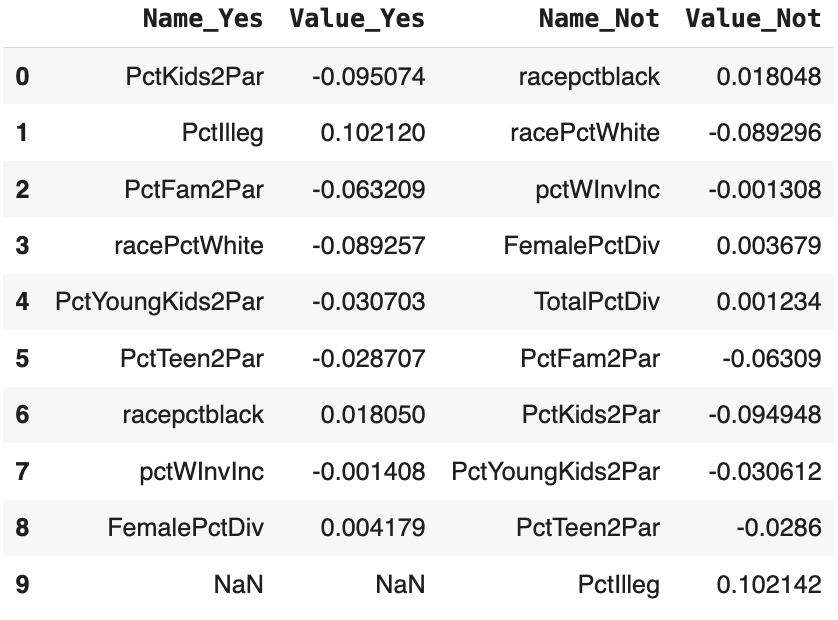 Name_Yes Value_Yes Name_Not Value_Not
0 PctKids2Par -0.095074 racepctblack 0.018048
1 PctIlleg 0.102120 racePctWhite -0.089296
2 PctFam2Par -0.063209 pctWInvInc -0.001308
3 racePctWhite -0.089257 FemalePctDiv 0.003679
4 PctYoungKids2Par -0.030703 TotalPctDiv 0.001234
5 PctTeen2Par -0.028707 PctFam2Par -0.06309
6 racepctblack 0.018050 PctKids2Par -0.094948
7 pctWInvInc -0.001408 PctYoungKids2Par -0.030612
8 FemalePctDiv 0.004179 PctTeen2Par -0.0286
9 NaN NaN PctIlleg 0.102142